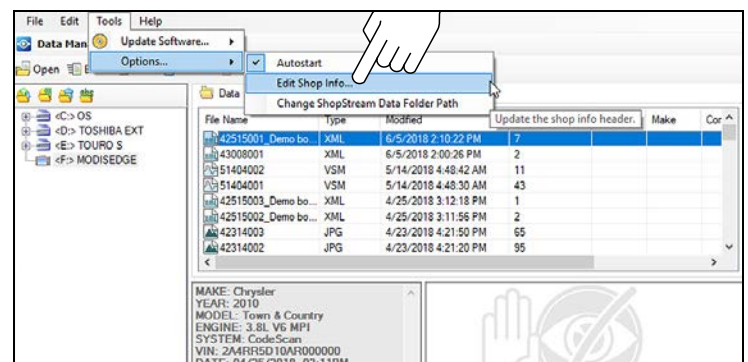 File Edit Tools Help
Data Man
Update Software...
Open
Options...
Autostart
Edit Shop Info...
Change ShopStream Data Folder Path
Update the shop info header.
<C:> OS
<D:> TOSHIBA EXT
<E:> TOURO S
<F:> MODISEDGE
Data
File Name Type Modified Make
42515001_Demo bo... XML 6/5/2018 2:10:22 PM 7
43008001 XML 6/5/2018 2:00:26 PM 2
51404002 VSM 5/14/2018 4:48:42 AM 11
51404001 VSM 5/14/2018 4:48:30 AM 43
42515003_Demo bo... XML 4/25/2018 3:12:18 PM 1
42515002_Demo bo... XML 4/25/2018 3:11:56 PM 2
42314003 JPG 4/23/2018 4:21:50 PM 65
42314002 JPG 4/23/2018 4:21:20 PM 95
MAKE: Chrysler
YEAR: 2010
MODEL: Town & Country
ENGINE: 3.8L V6 MPI
SYSTEM: CodeScan
VIN: 2A4RR5D10AR000000
DATE: 04/25/2018 03:11PM